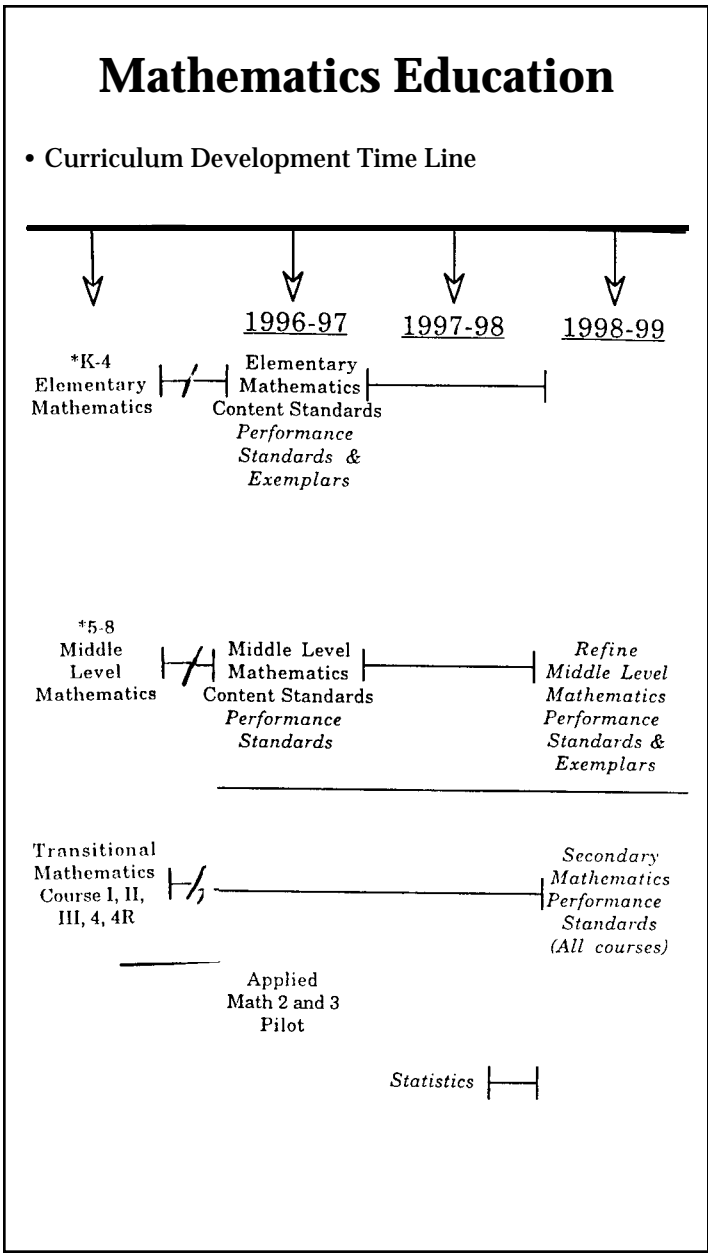 Mathematics Education
• Curriculum Development Time Line
1996-97
1997-98
1998-99
*K-4
Elementary
Mathematics
Elementary
Mathematics
Content Standards
Performance
Standards &
Exemplars
*5-8
Middle
Level
Mathematics
Middle Level
Mathematics
Content Standards
Performance
Standards
Refine
Middle Level
Mathematics
Performance
Standards &
Exemplars
Transitional
Mathematics
Course I, II,
III, 4, 4R
Secondary
Mathematics
Performance
Standards
(All courses)
Applied
Math 2 and 3
Pilot
Statistics